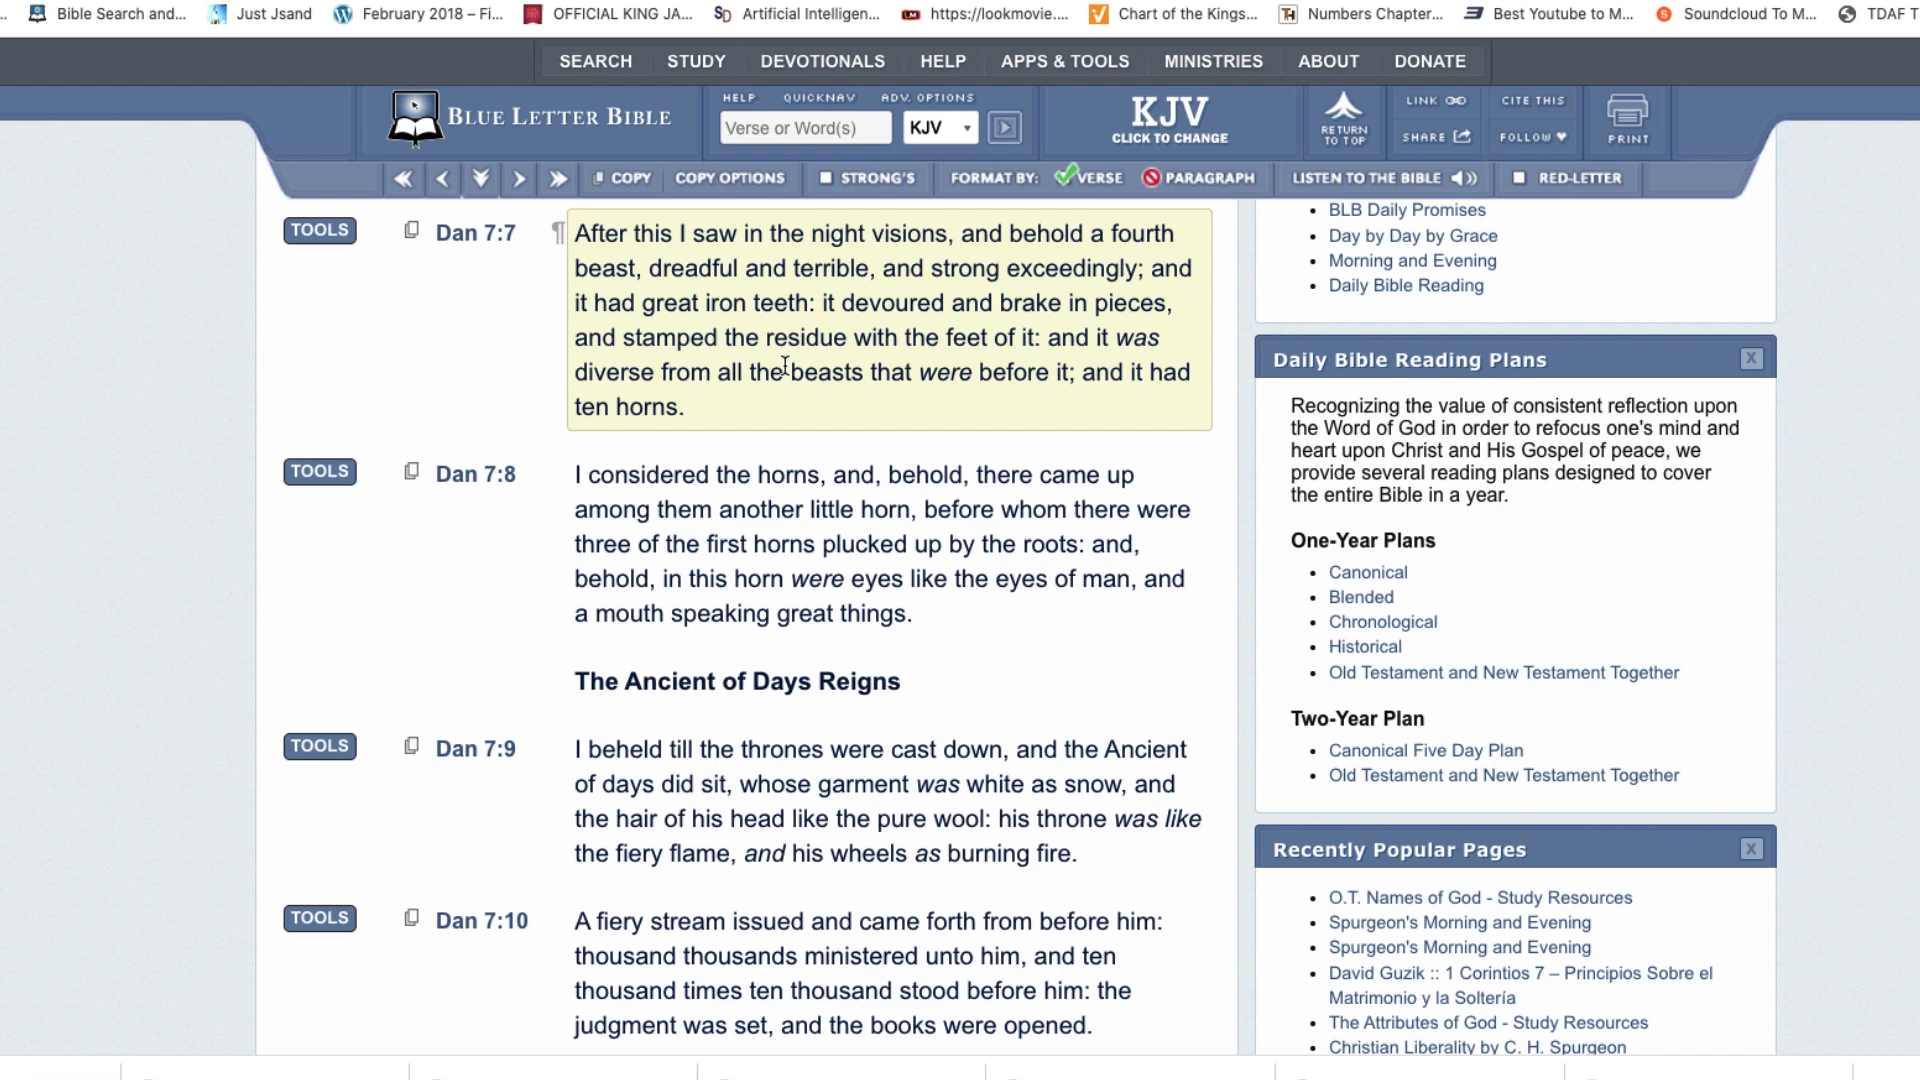 Bible Search and... Just Jsand February 2018 – Fi... OFFICIAL KING JA... Artificial Intelligen... https://lookmovie.... Chart of the Kings... Numbers Chapter... Best Youtube to M... Soundcloud To M... TDAF T
SEARCH STUDY DEVOTIONALS HELP APPS & TOOLS MINISTRIES ABOUT DONATE
BLUE LETTER BIBLE
HELP QUICKNAV ADV. OPTIONS
Verse or Word(s) KJV
KJV
CLICK TO CHANGE
RETURN
TO TOP
LINK CITE THIS
SHARE FOLLOW
PRINT
COPY COPY OPTIONS STRONG'S FORMAT BY: VERSE PARAGRAPH LISTEN TO THE BIBLE RED-LETTER
TOOLS Dan 7:7 ¶ After this I saw in the night visions, and behold a fourth
beast, dreadful and terrible, and strong exceedingly; and
it had great iron teeth: it devoured and brake in pieces,
and stamped the residue with the feet of it: and it was
diverse from all the beasts that were before it; and it had
ten horns.
TOOLS Dan 7:8 I considered the horns, and, behold, there came up
among them another little horn, before whom there were
three of the first horns plucked up by the roots: and,
behold, in this horn were eyes like the eyes of man, and
a mouth speaking great things.
The Ancient of Days Reigns
TOOLS Dan 7:9 I beheld till the thrones were cast down, and the Ancient
of days did sit, whose garment was white as snow, and
the hair of his head like the pure wool: his throne was like
the fiery flame, and his wheels as burning fire.
TOOLS Dan 7:10 A fiery stream issued and came forth from before him:
thousand thousands ministered unto him, and ten
thousand times ten thousand stood before him: the
judgment was set, and the books were opened.
BLB Daily Promises
Day by Day by Grace
Morning and Evening
Daily Bible Reading
Daily Bible Reading Plans X
Recognizing the value of consistent reflection upon
the Word of God in order to refocus one's mind and
heart upon Christ and His Gospel of peace, we
provide several reading plans designed to cover
the entire Bible in a year.
One-Year Plans
Canonical
Blended
Chronological
Historical
Old Testament and New Testament Together
Two-Year Plan
Canonical Five Day Plan
Old Testament and New Testament Together
Recently Popular Pages X
O.T. Names of God - Study Resources
Spurgeon's Morning and Evening
Spurgeon's Morning and Evening
David Guzik :: 1 Corintios 7 – Principios Sobre el
Matrimonio y la Soltería
The Attributes of God - Study Resources
Christian Liberality by C. H. Spurgeon